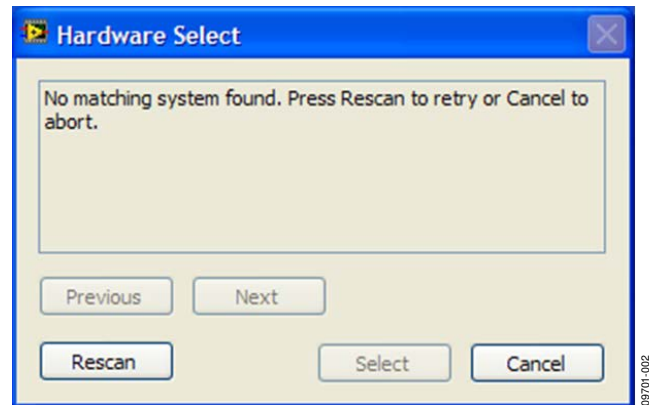 Hardware Select
No matching system found. Press Rescan to retry or Cancel to
abort.
Previous
Next
Rescan
Select
Cancel
09701-002